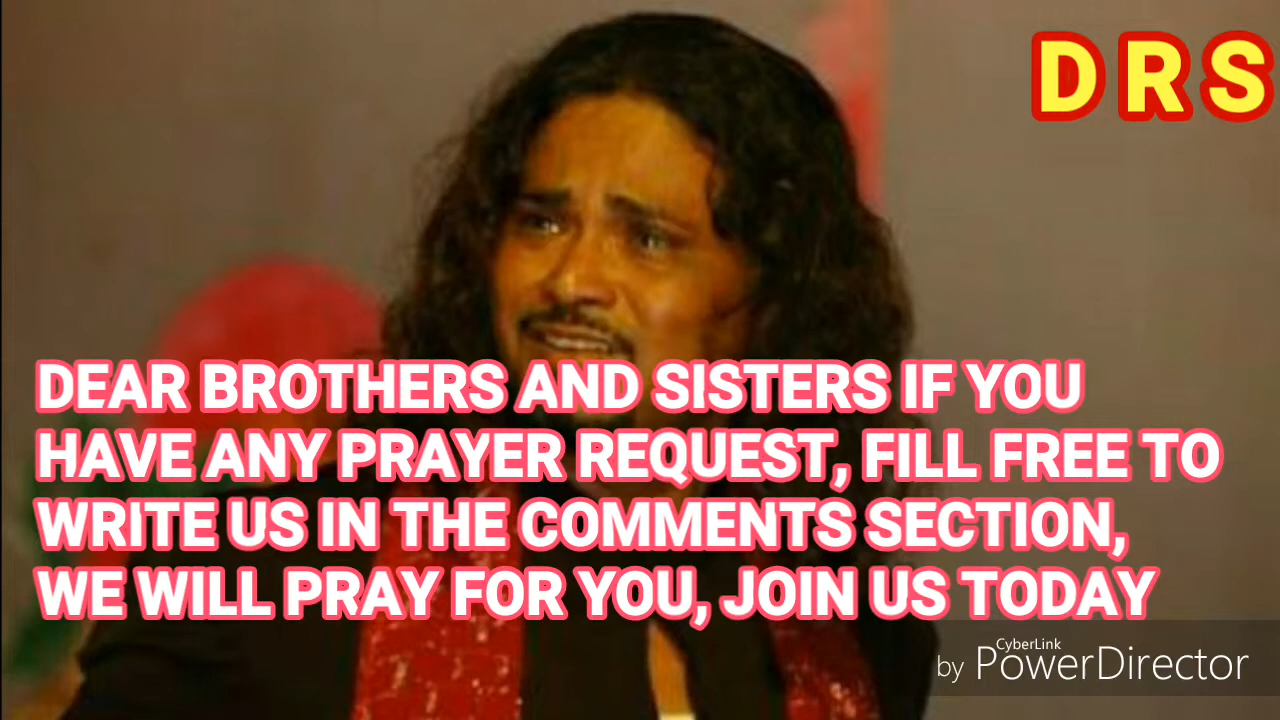 DRS
DEAR BROTHERS AND SISTERS IF YOU
HAVE ANY PRAYER REQUEST, FILL FREE TO
WRITE US IN THE COMMENTS SECTION,
WE WILL PRAY FOR YOU, JOIN US TODAY
CyberLink
by PowerDirector